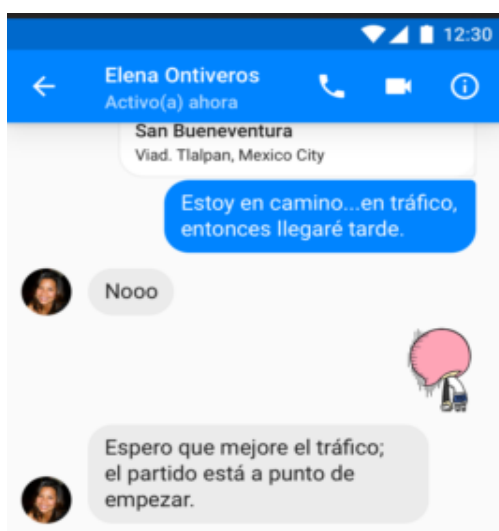 12:30
Elena Ontiveros
Activo(a) ahora
San Bueneventura
Viad. Tlalpan, Mexico City
Estoy en camino...en tráfico,
entonces llegaré tarde.
Nooo
Espero que mejore el tráfico;
el partido está a punto de
empezar.